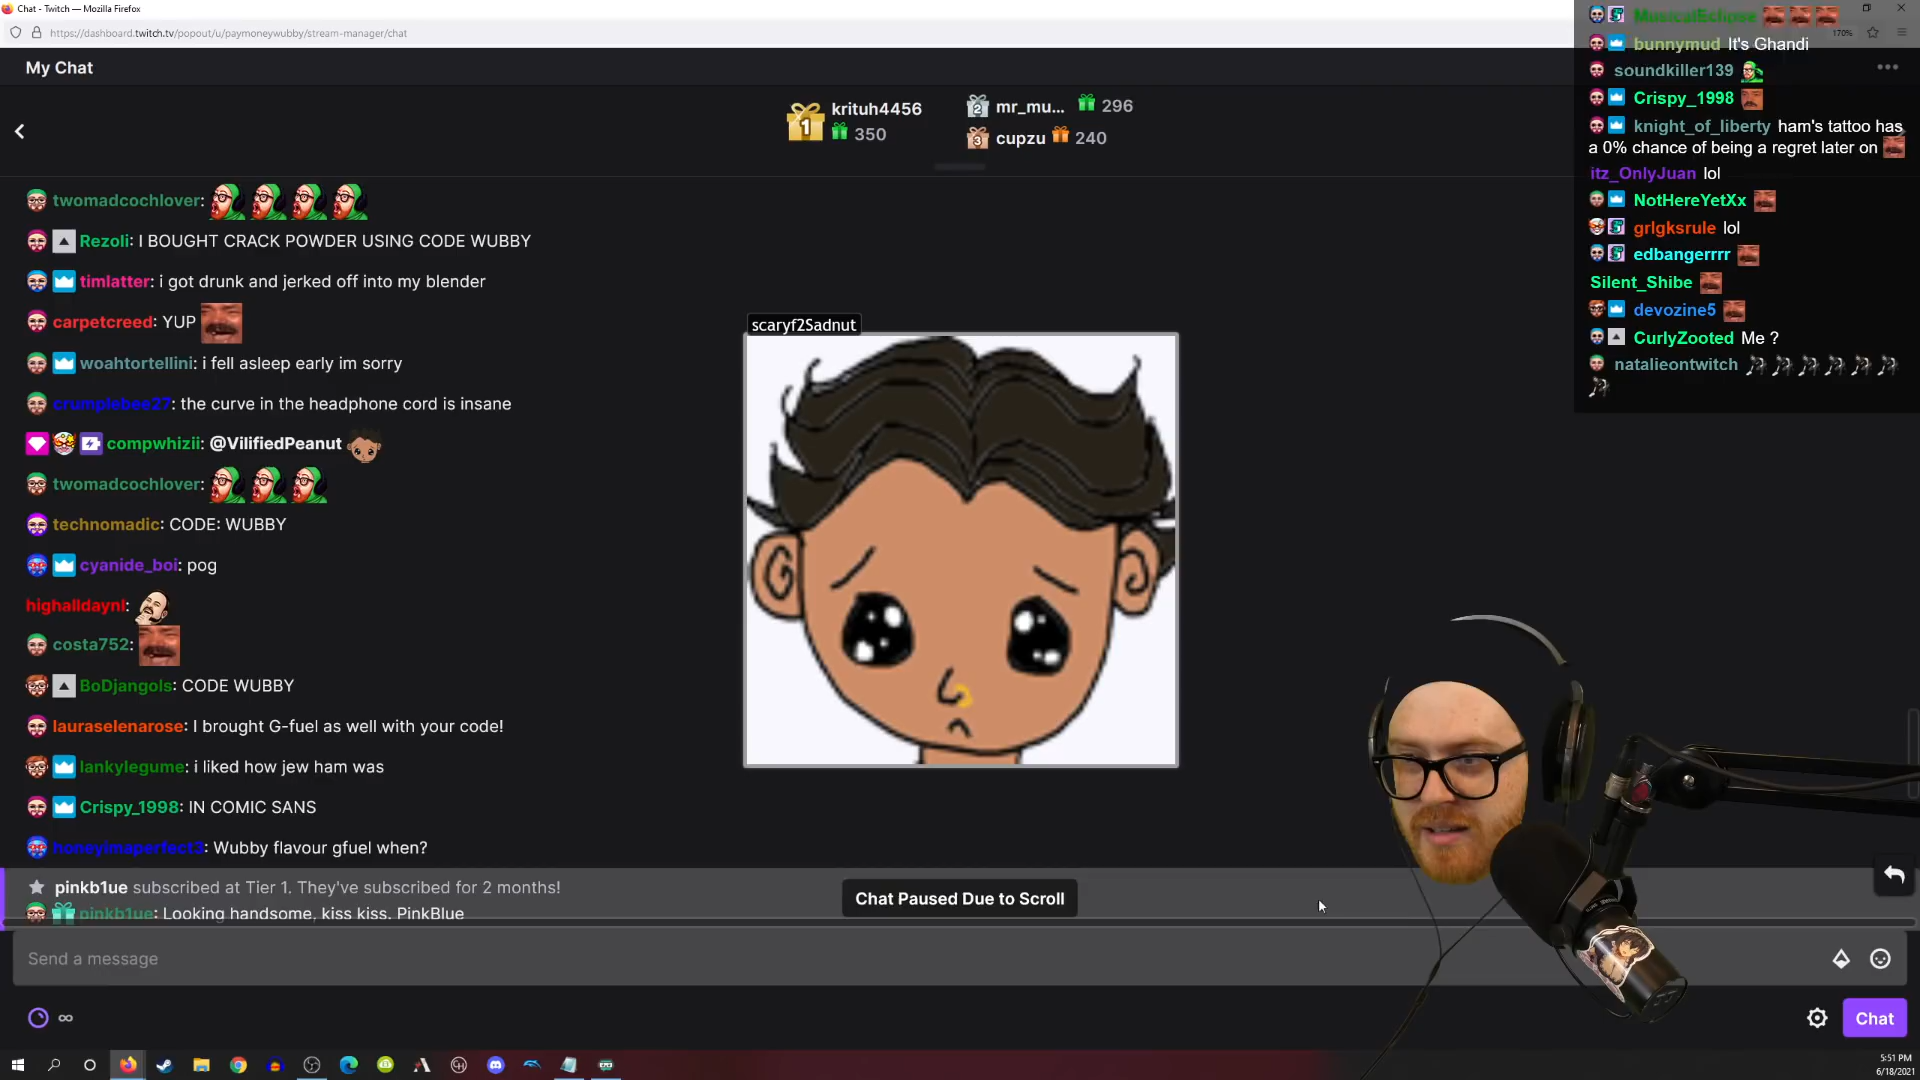 Chat - Twitch — Mozilla Firefox
https://dashboard.twitch.tv/popout/u/paymoneywubby/stream-manager/chat
170%
My Chat
1
krituh4456
350
2
mr_mu...
296
3
cupzu
240
twomadcochlover:
Rezoli: I BOUGHT CRACK POWDER USING CODE WUBBY
timlatter: i got drunk and jerked off into my blender
carpetcreed: YUP
woahtortellini: i fell asleep early im sorry
crumplebee27: the curve in the headphone cord is insane
compwhizii: @VilifiedPeanut
twomadcochlover:
technomadic: CODE: WUBBY
cyanide_boi: pog
highalldaynl:
costa752:
BoDjangols: CODE WUBBY
lauraselenarose: I brought G-fuel as well with your code!
lankylegume: i liked how jew ham was
Crispy_1998: IN COMIC SANS
honeyimaperfect3: Wubby flavour gfuel when?
pinkb1ue subscribed at Tier 1. They've subscribed for 2 months!
pinkb1ue: Looking handsome, kiss kiss. PinkBlue
scaryf2Sadnut
Chat Paused Due to Scroll
Send a message
Chat
MusicalEclipse
bunnymud It's Ghandi
soundkiller139
Crispy_1998
knight_of_liberty ham's tattoo has
a 0% chance of being a regret later on
itz_OnlyJuan lol
NotHereYetXx
grlgksrule lol
edbangerrrr
Silent_Shibe
devozine5
CurlyZooted Me ?
natalieontwitch
5:51 PM
6/18/2021